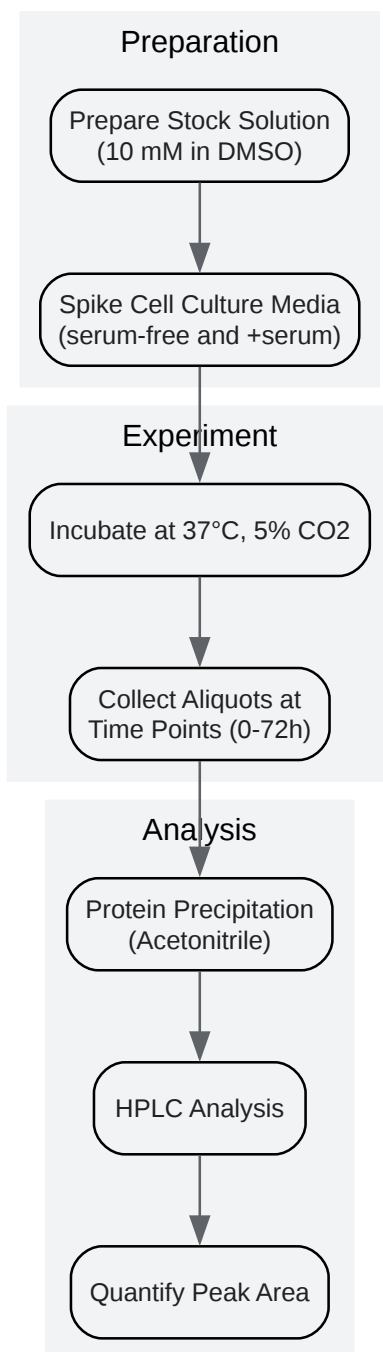 Preparation
Prepare Stock Solution
(10 mM in DMSO)
Spike Cell Culture Media
(serum-free and +serum)
Experiment
Incubate at 37°C, 5% CO2
Collect Aliquots at
Time Points (0-72h)
Analysis
Protein Precipitation
(Acetonitrile)
HPLC Analysis
Quantify Peak Area